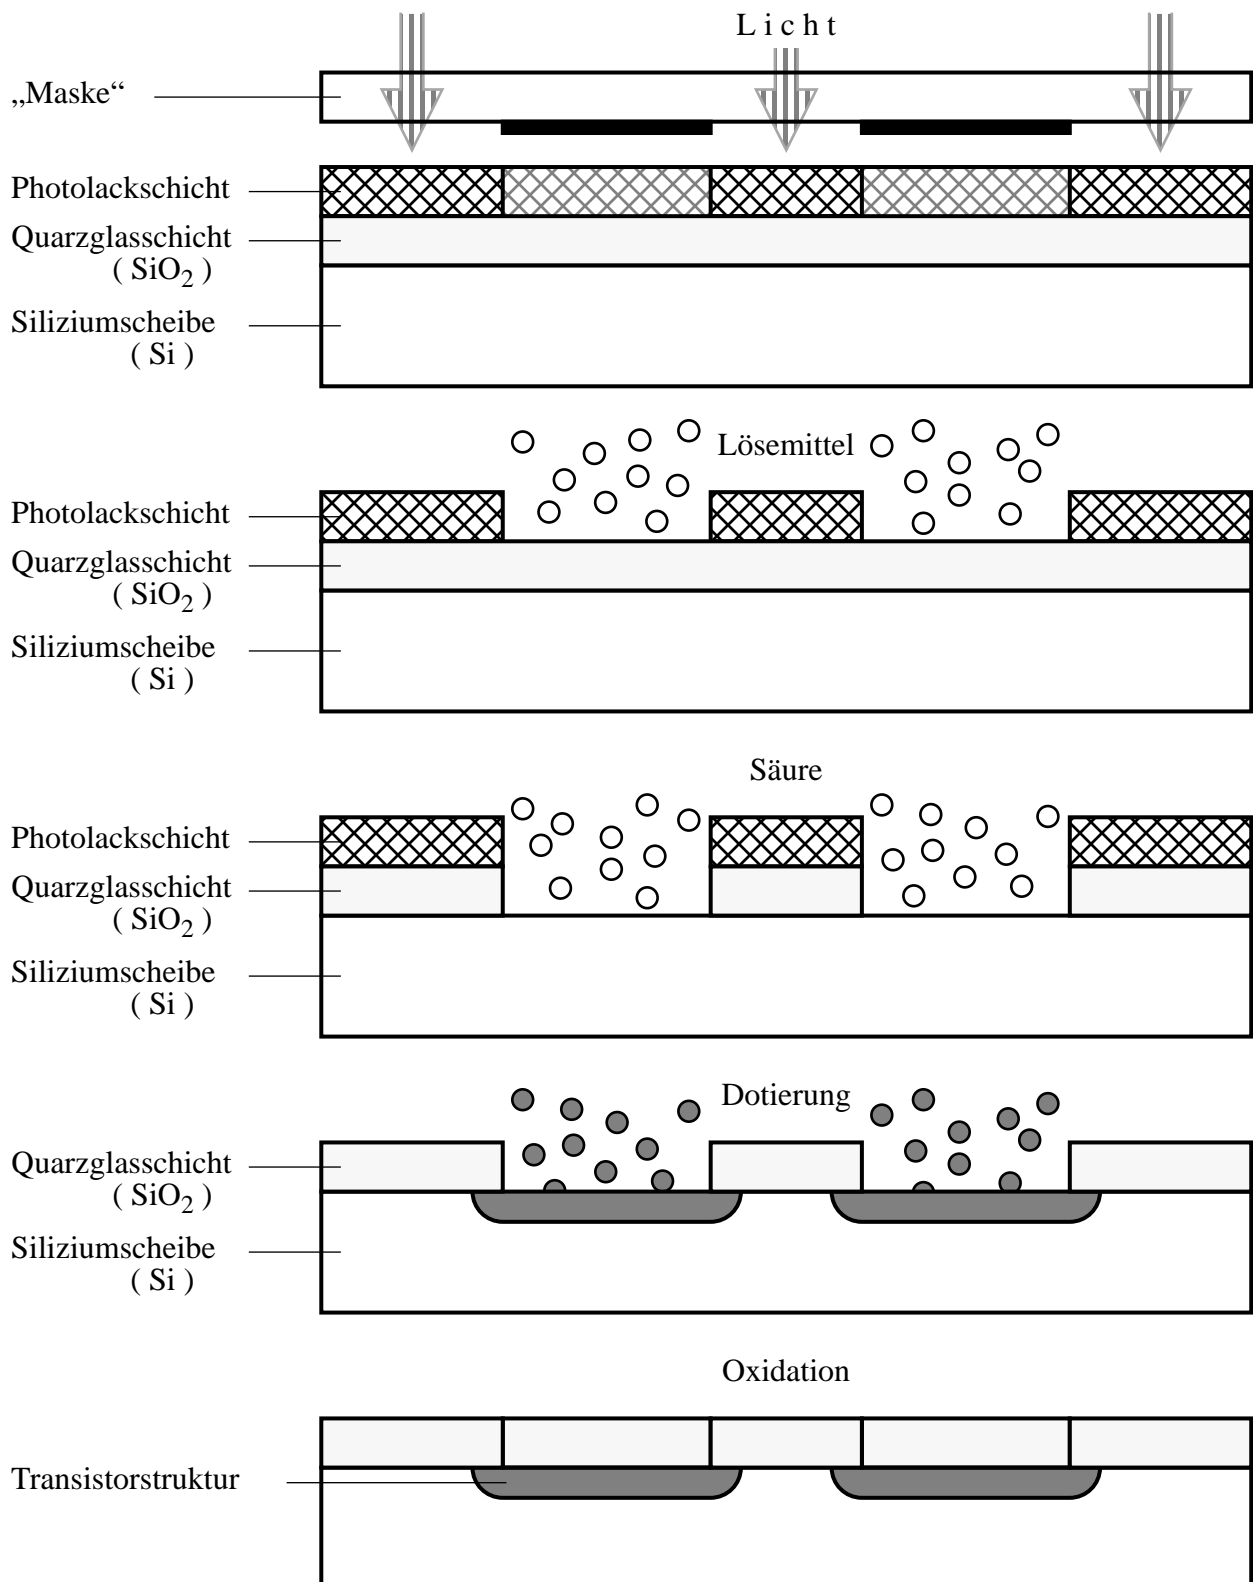 L i c h t
„Maske“
Photolackschicht
Quarzglasschicht
( SiO2 )
Siliziumscheibe
( Si )
Lösemittel
Photolackschicht
Quarzglasschicht
( SiO2 )
Siliziumscheibe
( Si )
Säure
Photolackschicht
Quarzglasschicht
( SiO2 )
Siliziumscheibe
( Si )
Dotierung
Quarzglasschicht
( SiO2 )
Siliziumscheibe
( Si )
Oxidation
Transistorstruktur